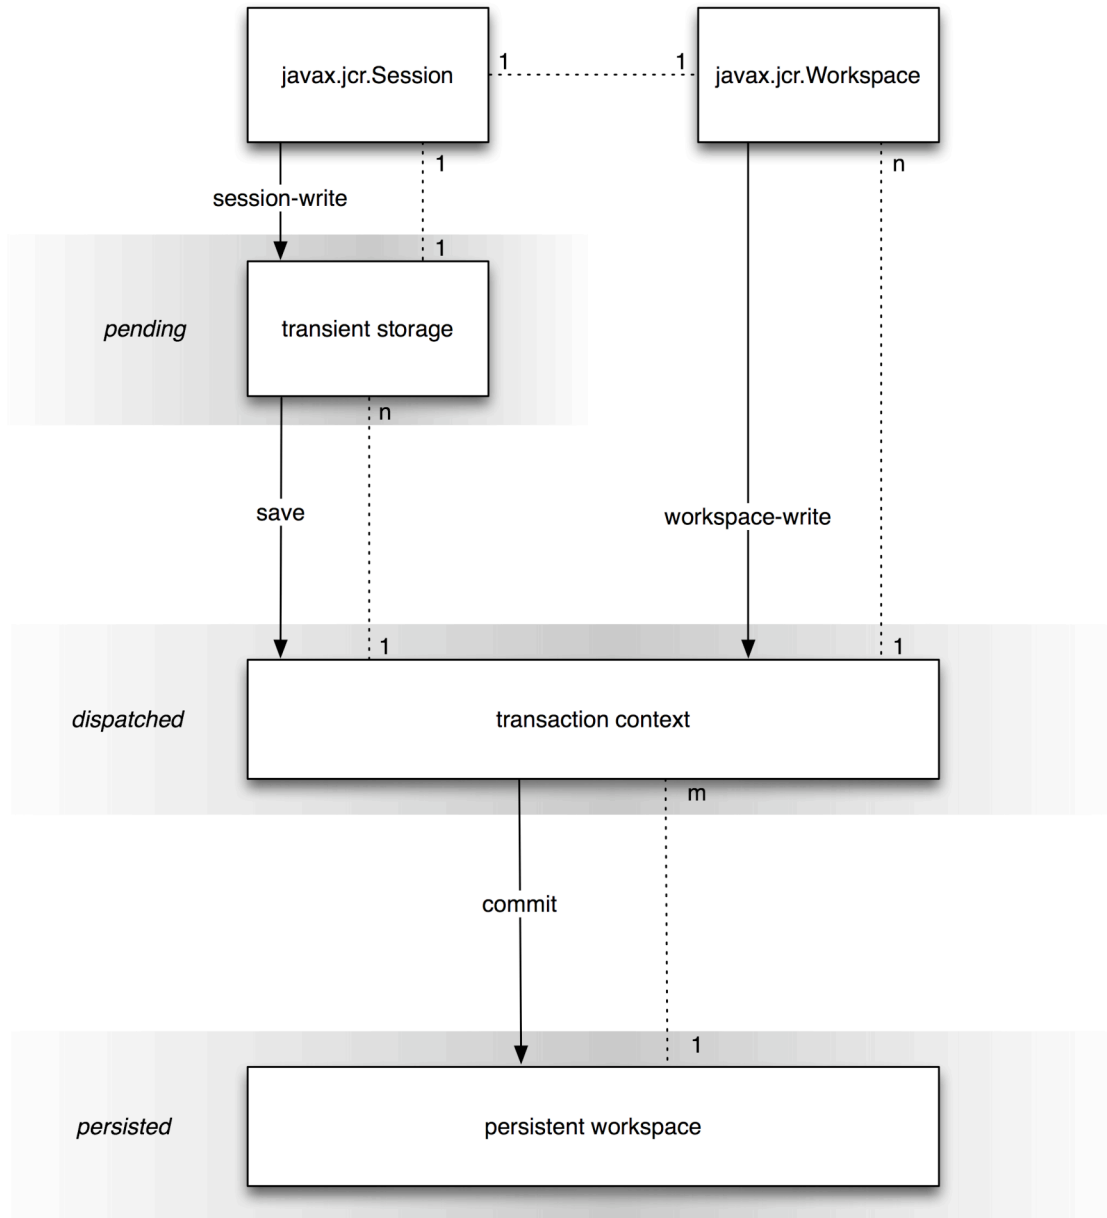 javax.jcr.Session
1
1
javax.jcr.Workspace
1
n
session-write
1
pending
transient storage
n
save
workspace-write
1
1
dispatched
transaction context
m
commit
1
persisted
persistent workspace